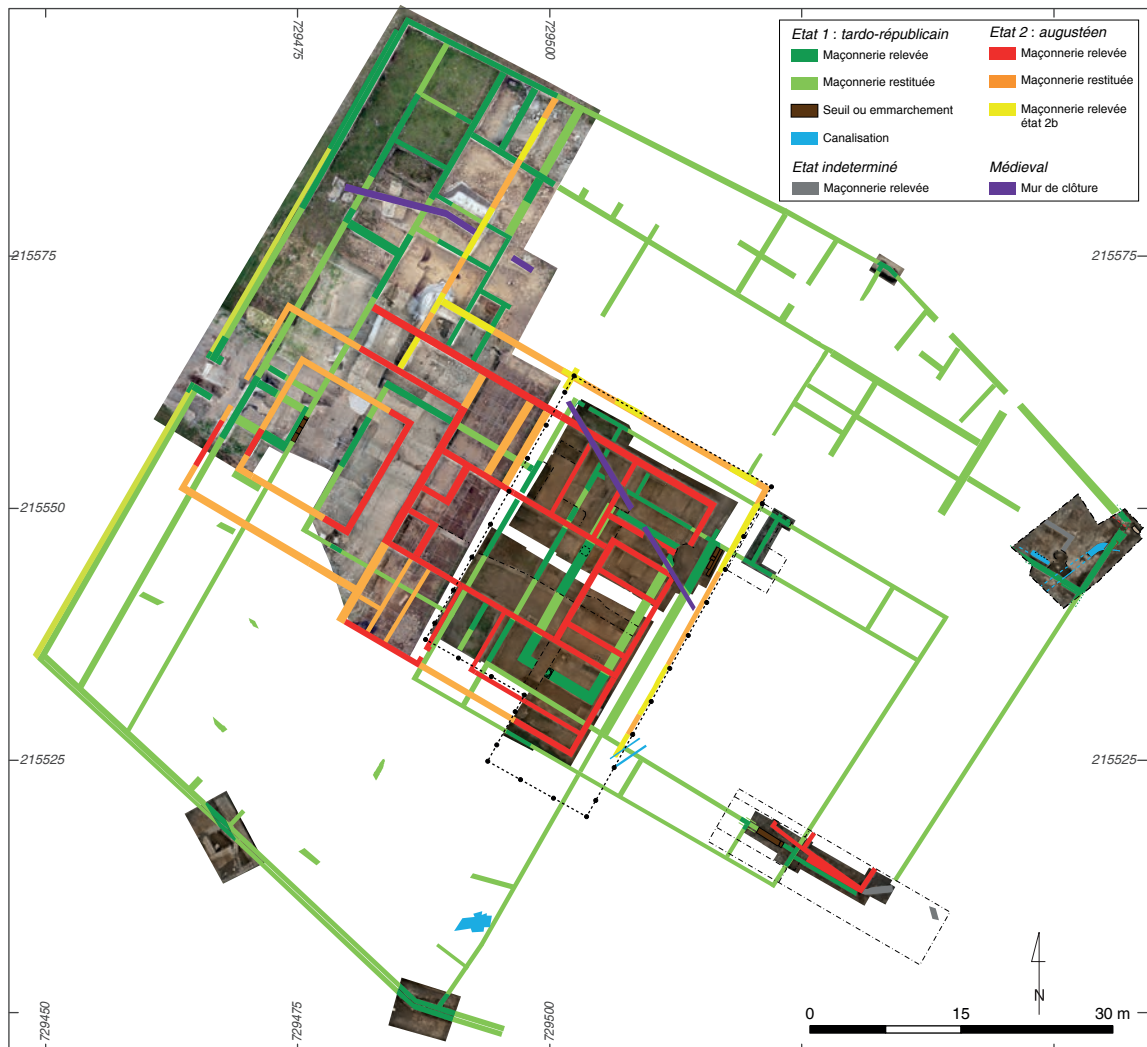 729475
729500
Etat 1 : tardo-républicain
Maçonnerie relevée
Maçonnerie restituée
Seuil ou emmarchement
Canalisation
Etat indeterminé
Maçonnerie relevée
Etat 2 : augustéen
Maçonnerie relevée
Maçonnerie restituée
Maçonnerie relevée
état 2b
Médieval
Mur de clôture
215575
215575
215550
215550
215525
215525
N
0 15 30 m
729450
729475
729500